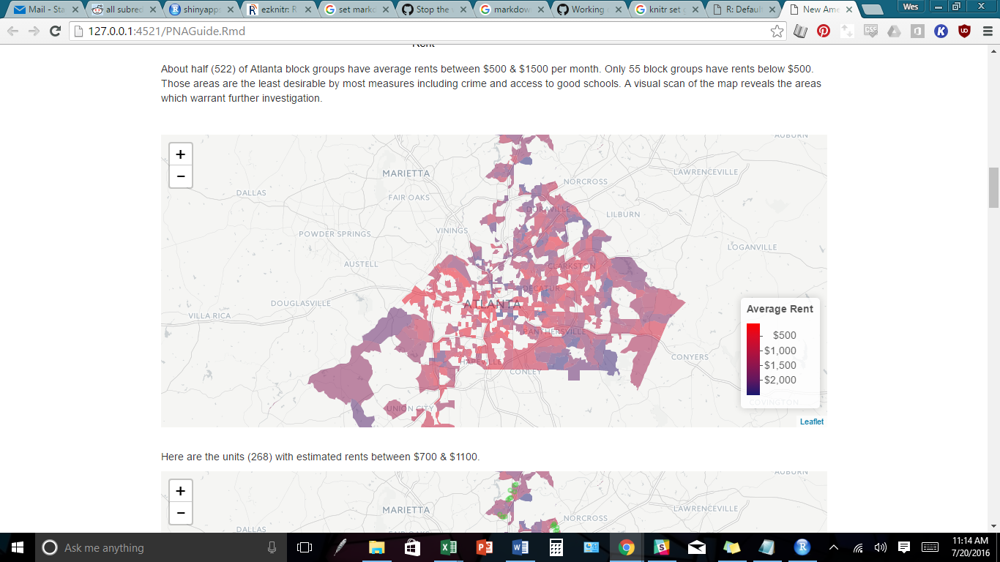 Mail - Sta
all subred
shinyapps
ezknitr: R
set markd
Stop the
markdow
Working
knitr set g
R: Defaul
New Ame
Wes
127.0.0.1:4521/PNAGuide.Rmd
CSS
K
Rent
About half (522) of Atlanta block groups have average rents between $500 & $1500 per month. Only 55 block groups have rents below $500.
Those areas are the least desirable by most measures including crime and access to good schools. A visual scan of the map reveals the areas
which warrant further investigation.
+
−
AUBURN
MARIETTA
LAWRENCEVILLE
NORCROSS
DALLAS
FAIR OAKS
DORAVILLE
LILBURN
POWDER SPRINGS
VININGS
LOGANVILLE
AUSTELL
CLARKSTON
DECATUR
DOUGLASVILLE
ATLANTA
VILLA RICA
PANTHERSVILLE
Average Rent
$500
$1,000
$1,500
$2,000
CONYERS
HAPEVILLE
CONLEY
COVINGTON
UNION CITY
Leaflet
Here are the units (268) with estimated rents between $700 & $1100.
+
−
AUBURN
MARIETTA
LAWRENCEVILLE
NORCROSS
DALLAS
FAIR OAKS
Ask me anything
11:14 AM
7/20/2016